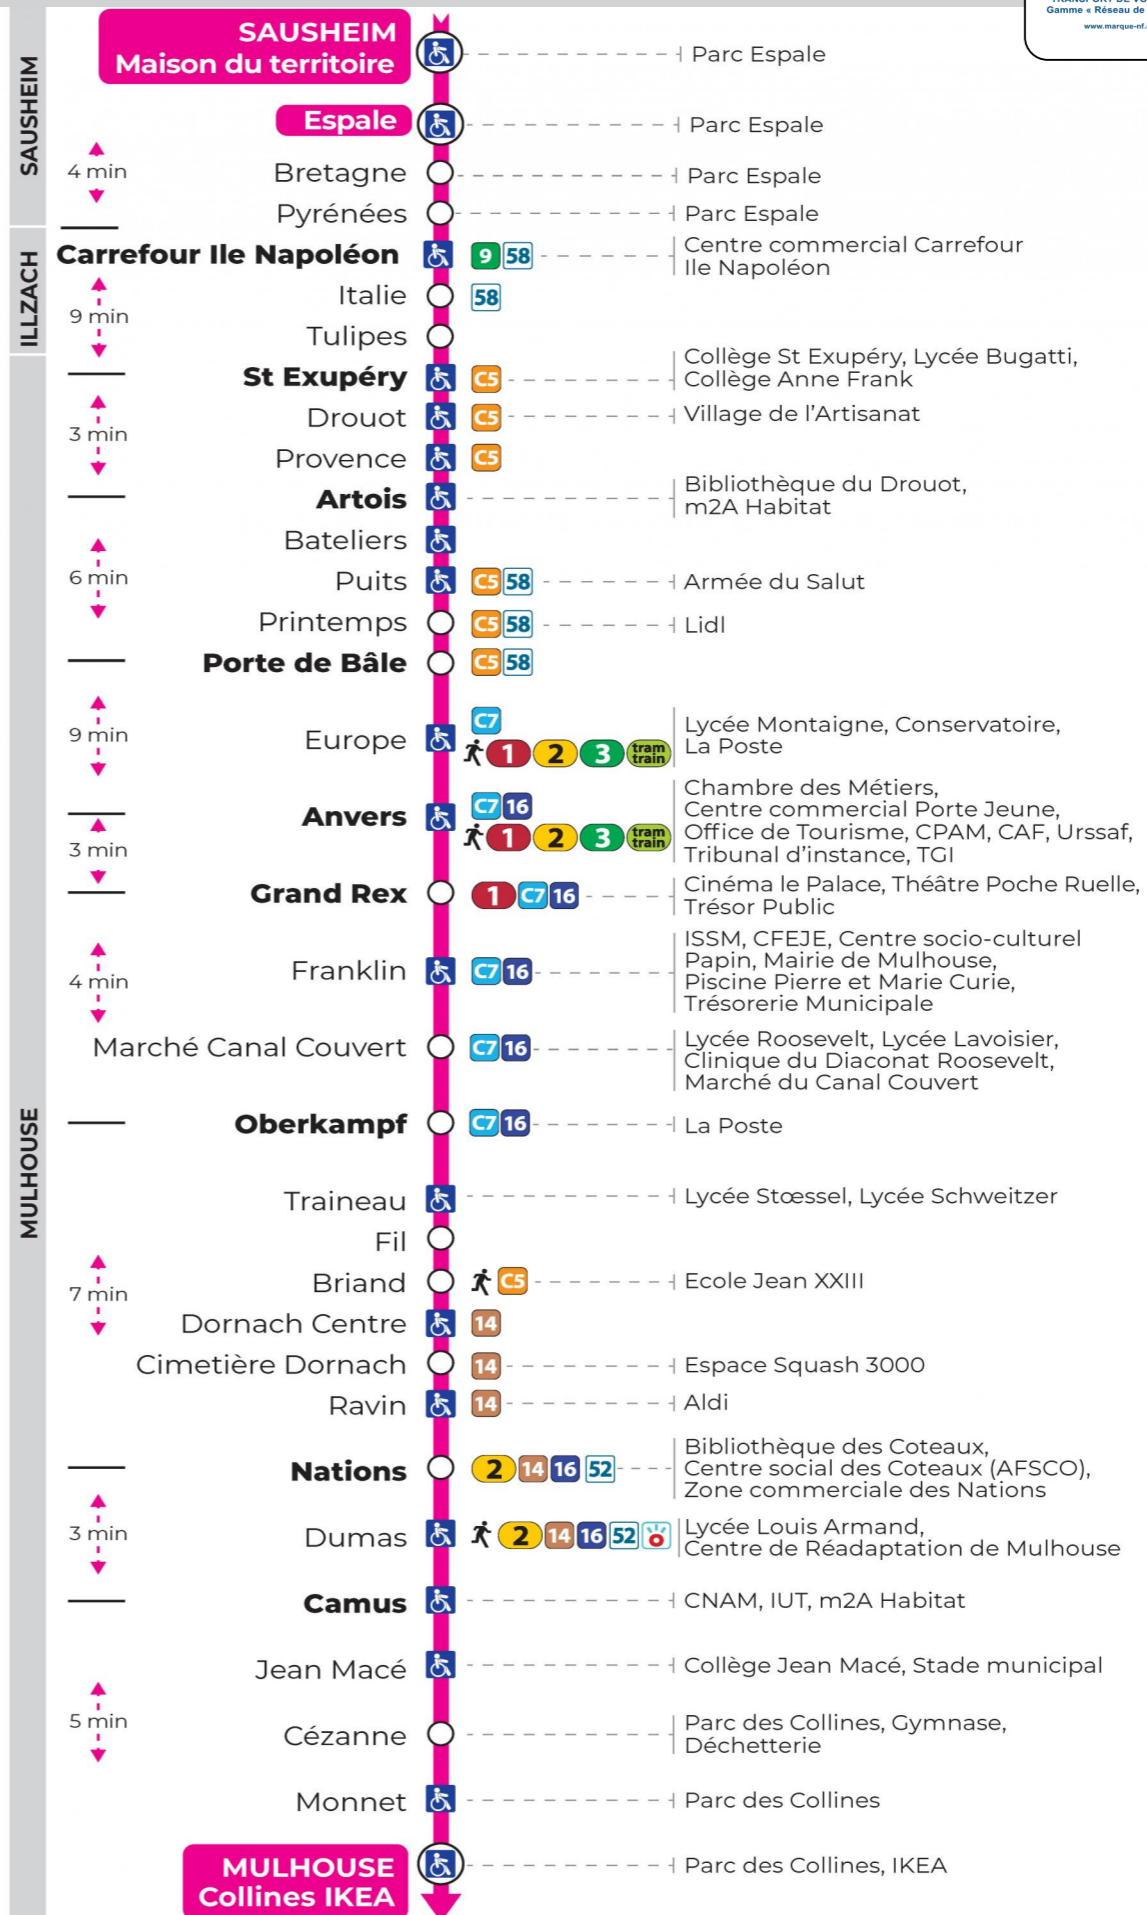 TRANSPORT DE VO
Gamme « Réseau de
www.marque-nf.
SAUSHEIM
SAUSHEIM
Maison du territoire
Parc Espale
Espale
Parc Espale
4 min
Bretagne
Parc Espale
Pyrénées
Parc Espale
ILLZACH
Carrefour Ile Napoléon
9 58
Centre commercial Carrefour
Ile Napoléon
9 min
Italie
58
Tulipes
MULHOUSE
St Exupéry
C5
Collège St Exupéry, Lycée Bugatti,
Collège Anne Frank
3 min
Drouot
C5
Village de l'Artisanat
Provence
C5
Artois
Bibliothèque du Drouot,
m2A Habitat
Bateliers
6 min
Puits
C5 58
Armée du Salut
Printemps
C5 58
Lidl
Porte de Bâle
C5 58
9 min
Europe
C7
1 2 3 tram train
Lycée Montaigne, Conservatoire,
La Poste
Anvers
C7 16
1 2 3 tram train
Chambre des Métiers,
Centre commercial Porte Jeune,
Office de Tourisme, CPAM, CAF, Urssaf,
Tribunal d'instance, TGI
3 min
Grand Rex
1 C7 16
Cinéma le Palace, Théâtre Poche Ruelle,
Trésor Public
4 min
Franklin
C7 16
ISSM, CFEJE, Centre socio-culturel
Papin, Mairie de Mulhouse,
Piscine Pierre et Marie Curie,
Trésorerie Municipale
Marché Canal Couvert
C7 16
Lycée Roosevelt, Lycée Lavoisier,
Clinique du Diaconat Roosevelt,
Marché du Canal Couvert
Oberkampf
C7 16
La Poste
Traineau
Lycée Stœssel, Lycée Schweitzer
Fil
7 min
Briand
C5
Ecole Jean XXIII
Dornach Centre
14
Cimetière Dornach
14
Espace Squash 3000
Ravin
14
Aldi
Nations
2 14 16 52
Bibliothèque des Coteaux,
Centre social des Coteaux (AFSCO),
Zone commerciale des Nations
3 min
Dumas
2 14 16 52
Lycée Louis Armand,
Centre de Réadaptation de Mulhouse
Camus
CNAM, IUT, m2A Habitat
Jean Macé
Collège Jean Macé, Stade municipal
5 min
Cézanne
Parc des Collines, Gymnase,
Déchetterie
Monnet
Parc des Collines
MULHOUSE
Collines IKEA
Parc des Collines, IKEA